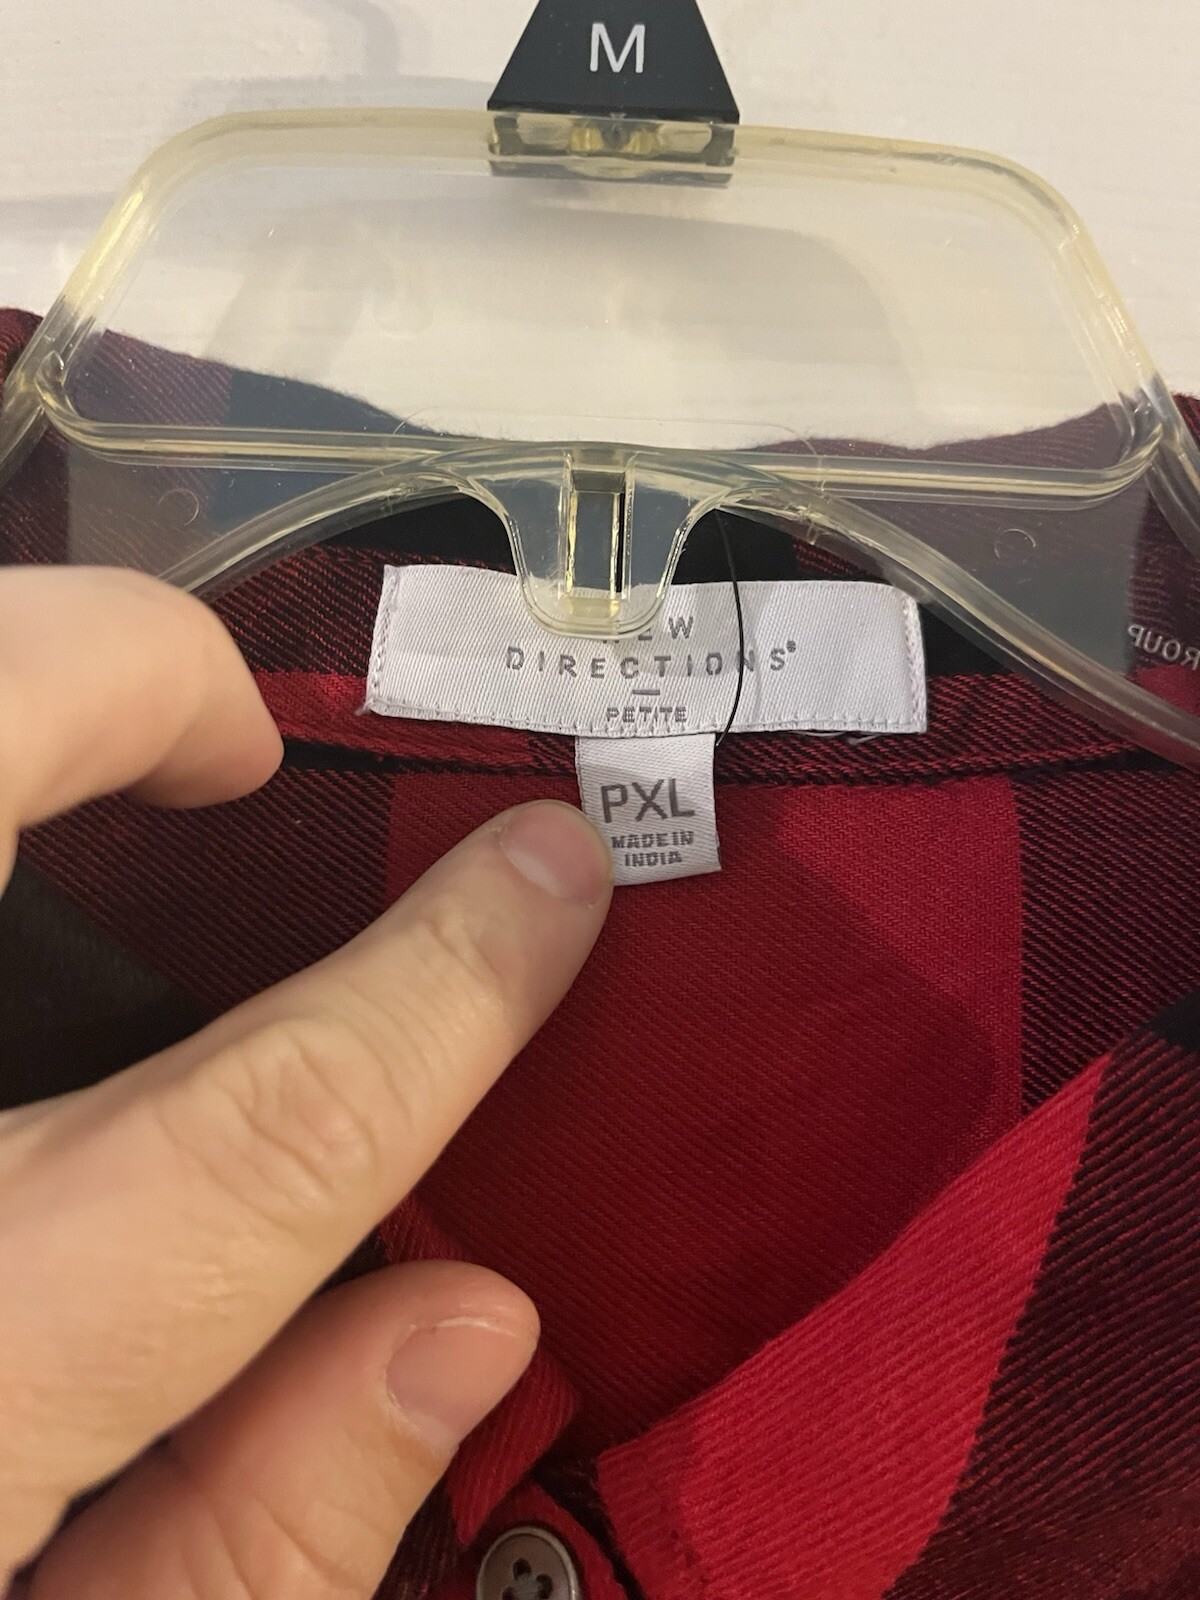 M
DIRECTIONS®
PETITE
PXL
MADE IN
INDIA